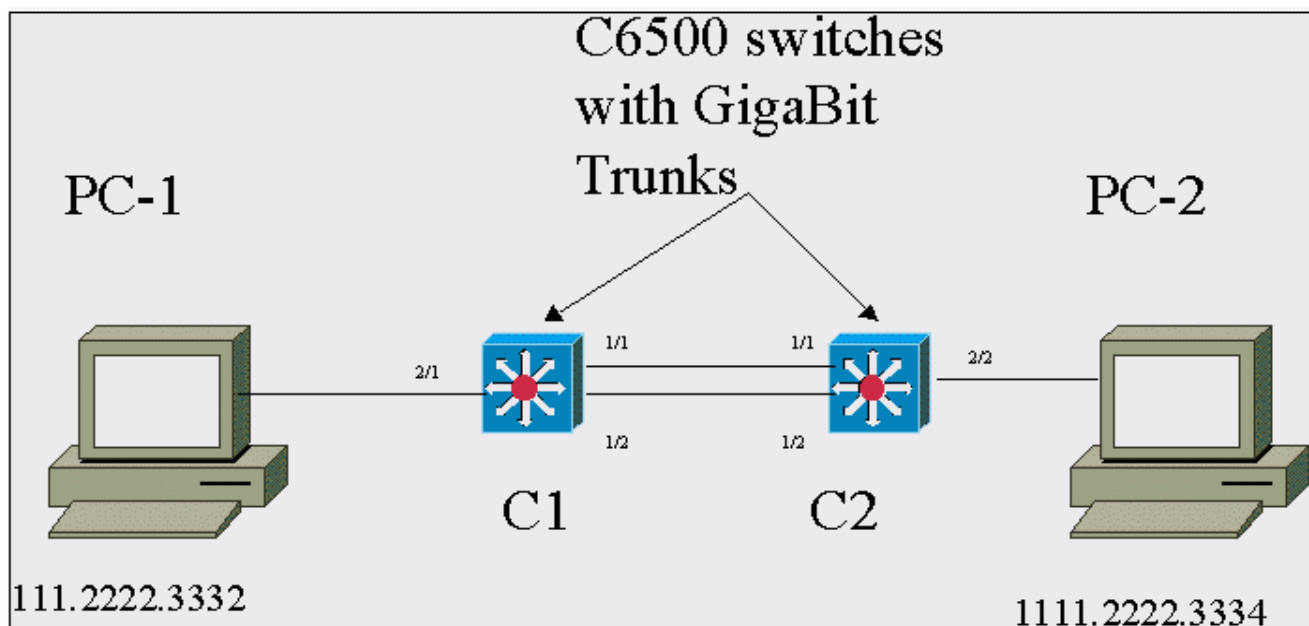 C6500 switches
with GigaBit
Trunks
PC-1
PC-2
2/1
1/1
1/1
2/2
1/2
1/2
C1
C2
111.2222.3332
1111.2222.3334